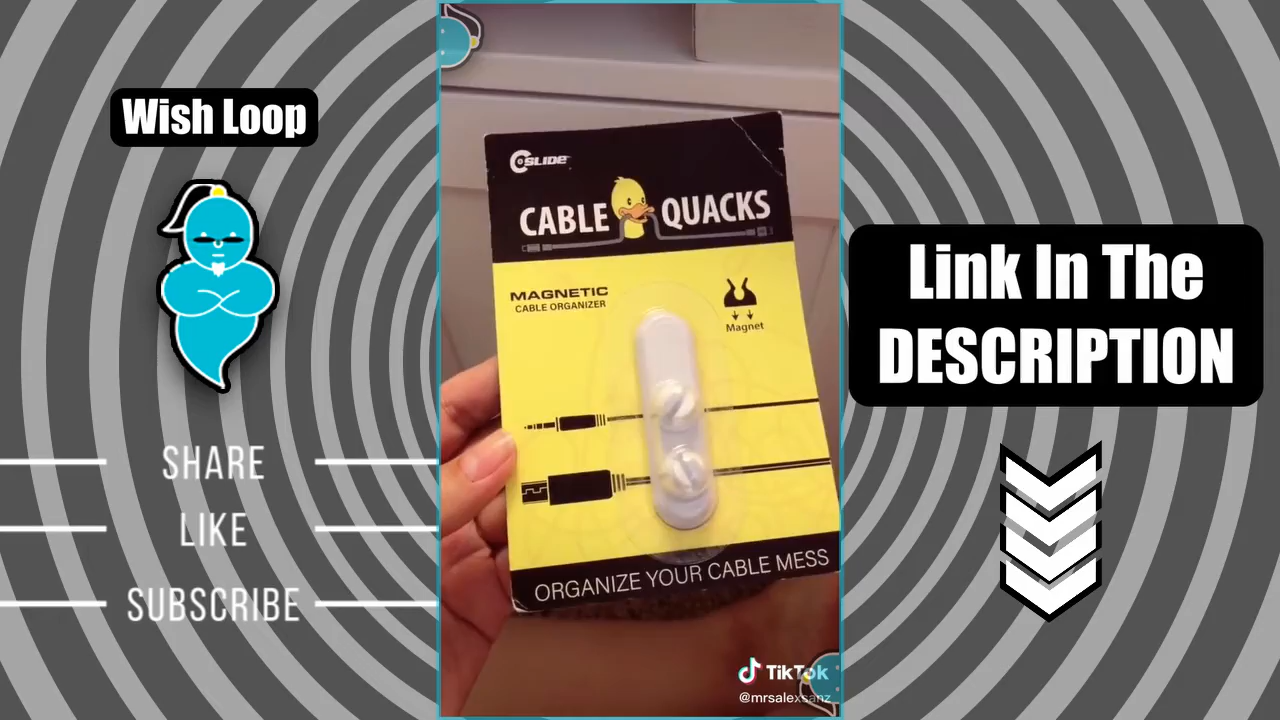 Wish Loop
SHARE
LIKE
SUBSCRIBE
SLIDE
CABLE QUACKS
MAGNETIC
CABLE ORGANIZER
Magnet
ORGANIZE YOUR CABLE MESS
TikTok
@mrsalexsanz
Link In The
DESCRIPTION